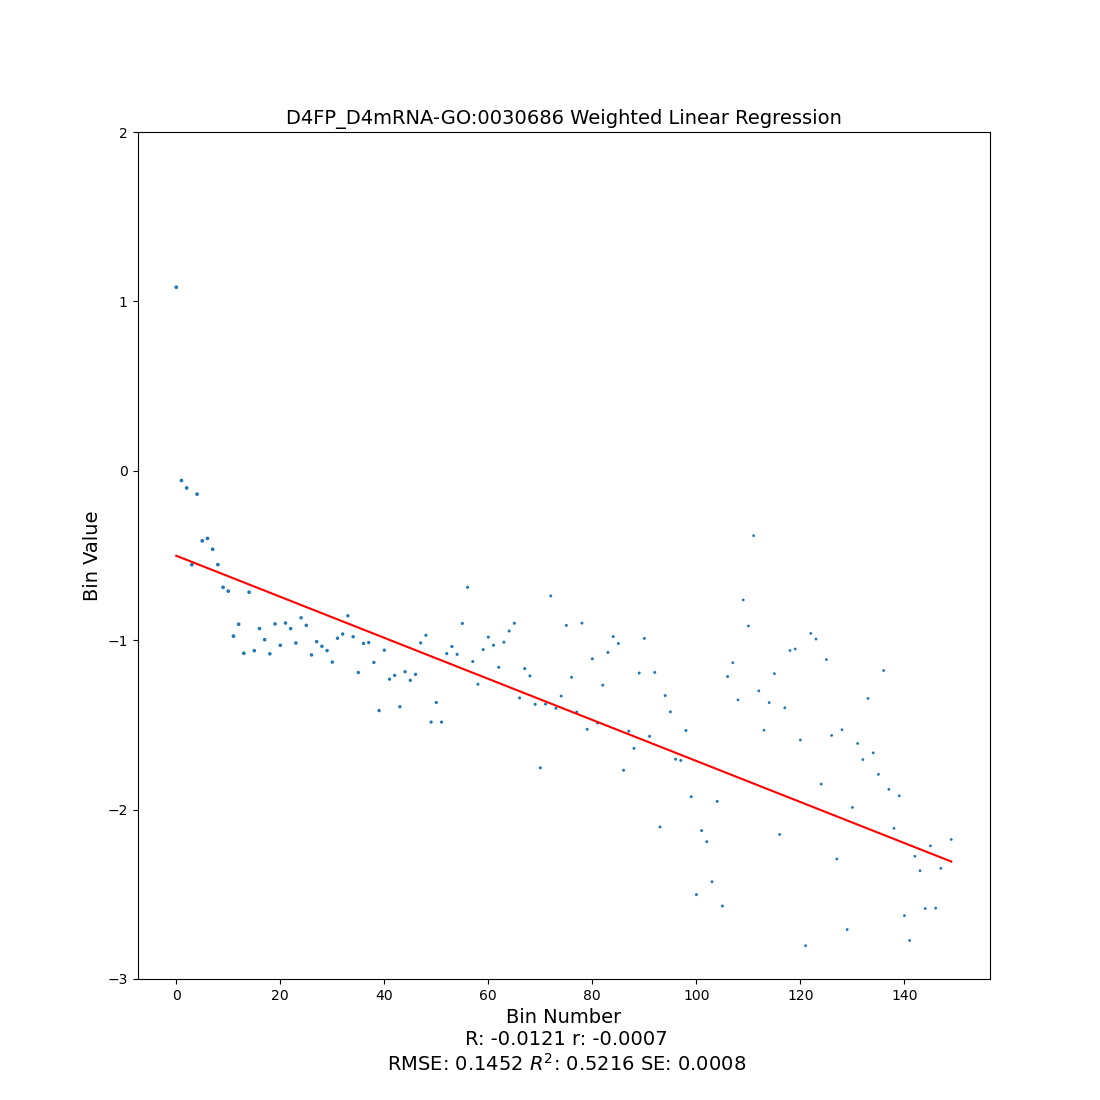 D4FP_D4mRNA-GO:0030686 Weighted Linear Regression
2
1
0
−1
−2
−3
Bin Value
0 20 40 60 80 100 120 140
Bin Number
R: -0.0121 r: -0.0007
RMSE: 0.1452 R²: 0.5216 SE: 0.0008